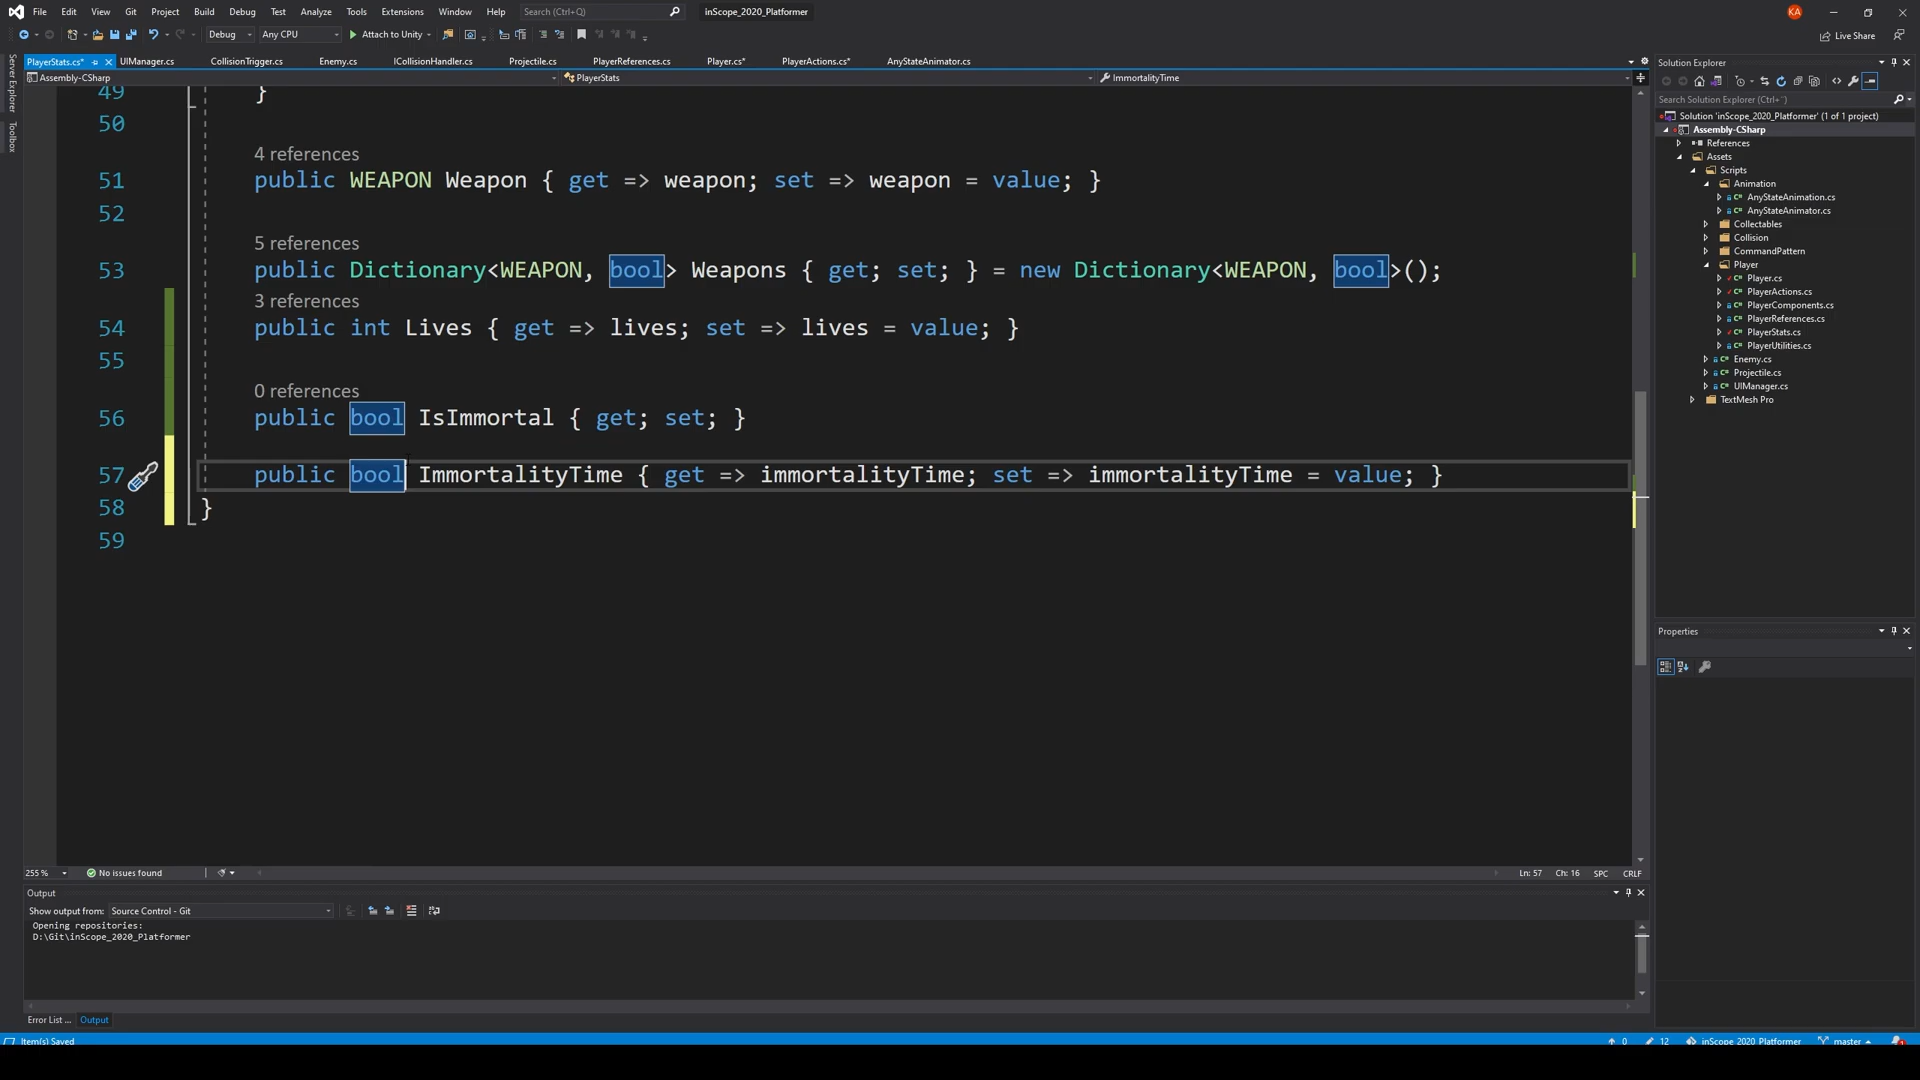 File Edit View Git Project Build Debug Test Analyze Tools Extensions Window Help Search (Ctrl+Q) inScope_2020_Platformer KA
Debug Any CPU Attach to Unity Live Share
PlayerStats.cs* UIManager.cs CollisionTrigger.cs Enemy.cs ICollisionHandler.cs Projectile.cs PlayerReferences.cs Player.cs* PlayerActions.cs* AnyStateAnimator.cs
Assembly-CSharp PlayerStats ImmortalityTime
Server Explorer
Toolbox
49 }
50
4 references
51 public WEAPON Weapon { get => weapon; set => weapon = value; }
52
5 references
53 public Dictionary<WEAPON, bool> Weapons { get; set; } = new Dictionary<WEAPON, bool>();
3 references
54 public int Lives { get => lives; set => lives = value; }
55
0 references
56 public bool IsImmortal { get; set; }
57 public bool ImmortalityTime { get => immortalityTime; set => immortalityTime = value; }
58 }
59
255 % No issues found Ln: 57 Ch: 16 SPC CRLF
Output
Show output from: Source Control - Git
Opening repositories:
D:\Git\inScope_2020_Platformer
Error List ... Output
Item(s) Saved 0 12 inScope_2020_Platformer master
Solution Explorer
Search Solution Explorer (Ctrl+¨)
Solution 'inScope_2020_Platformer' (1 of 1 project)
Assembly-CSharp
References
Assets
Scripts
Animation
AnyStateAnimation.cs
AnyStateAnimator.cs
Collectables
Collision
CommandPattern
Player
Player.cs
PlayerActions.cs
PlayerComponents.cs
PlayerReferences.cs
PlayerStats.cs
PlayerUtilities.cs
Enemy.cs
Projectile.cs
UIManager.cs
TextMesh Pro
Properties